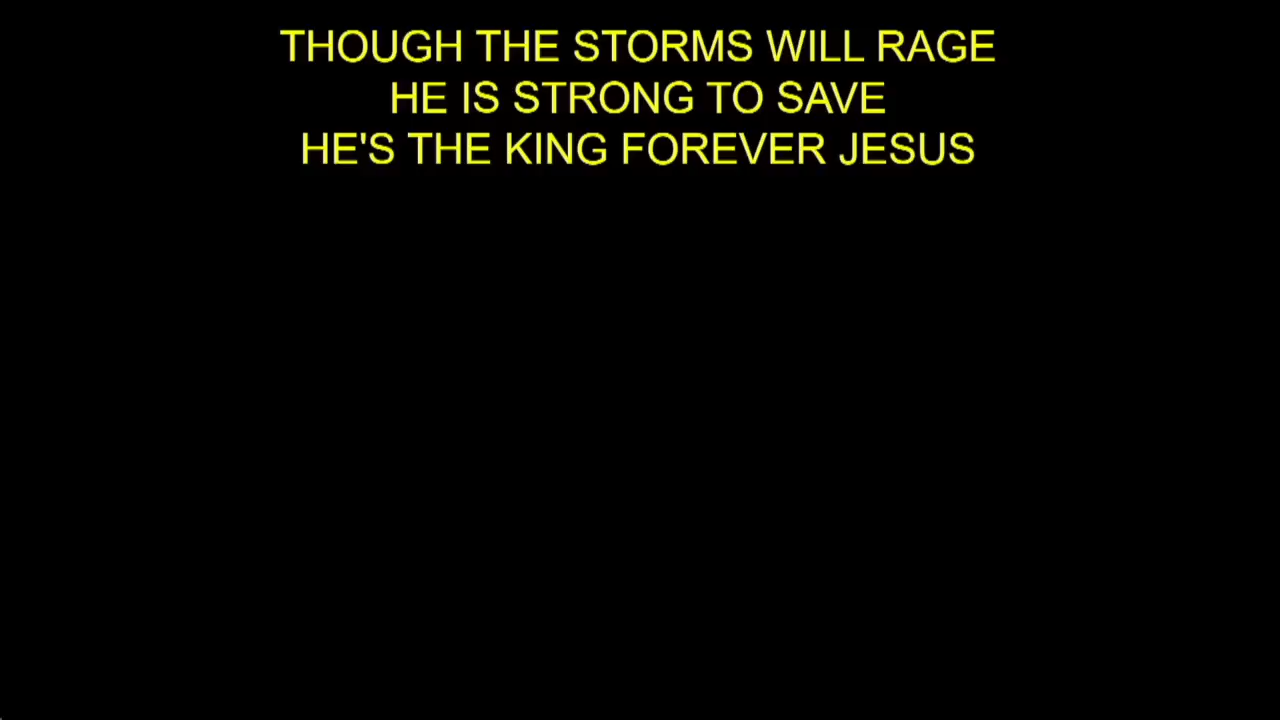 THOUGH THE STORMS WILL RAGE
HE IS STRONG TO SAVE
HE'S THE KING FOREVER JESUS